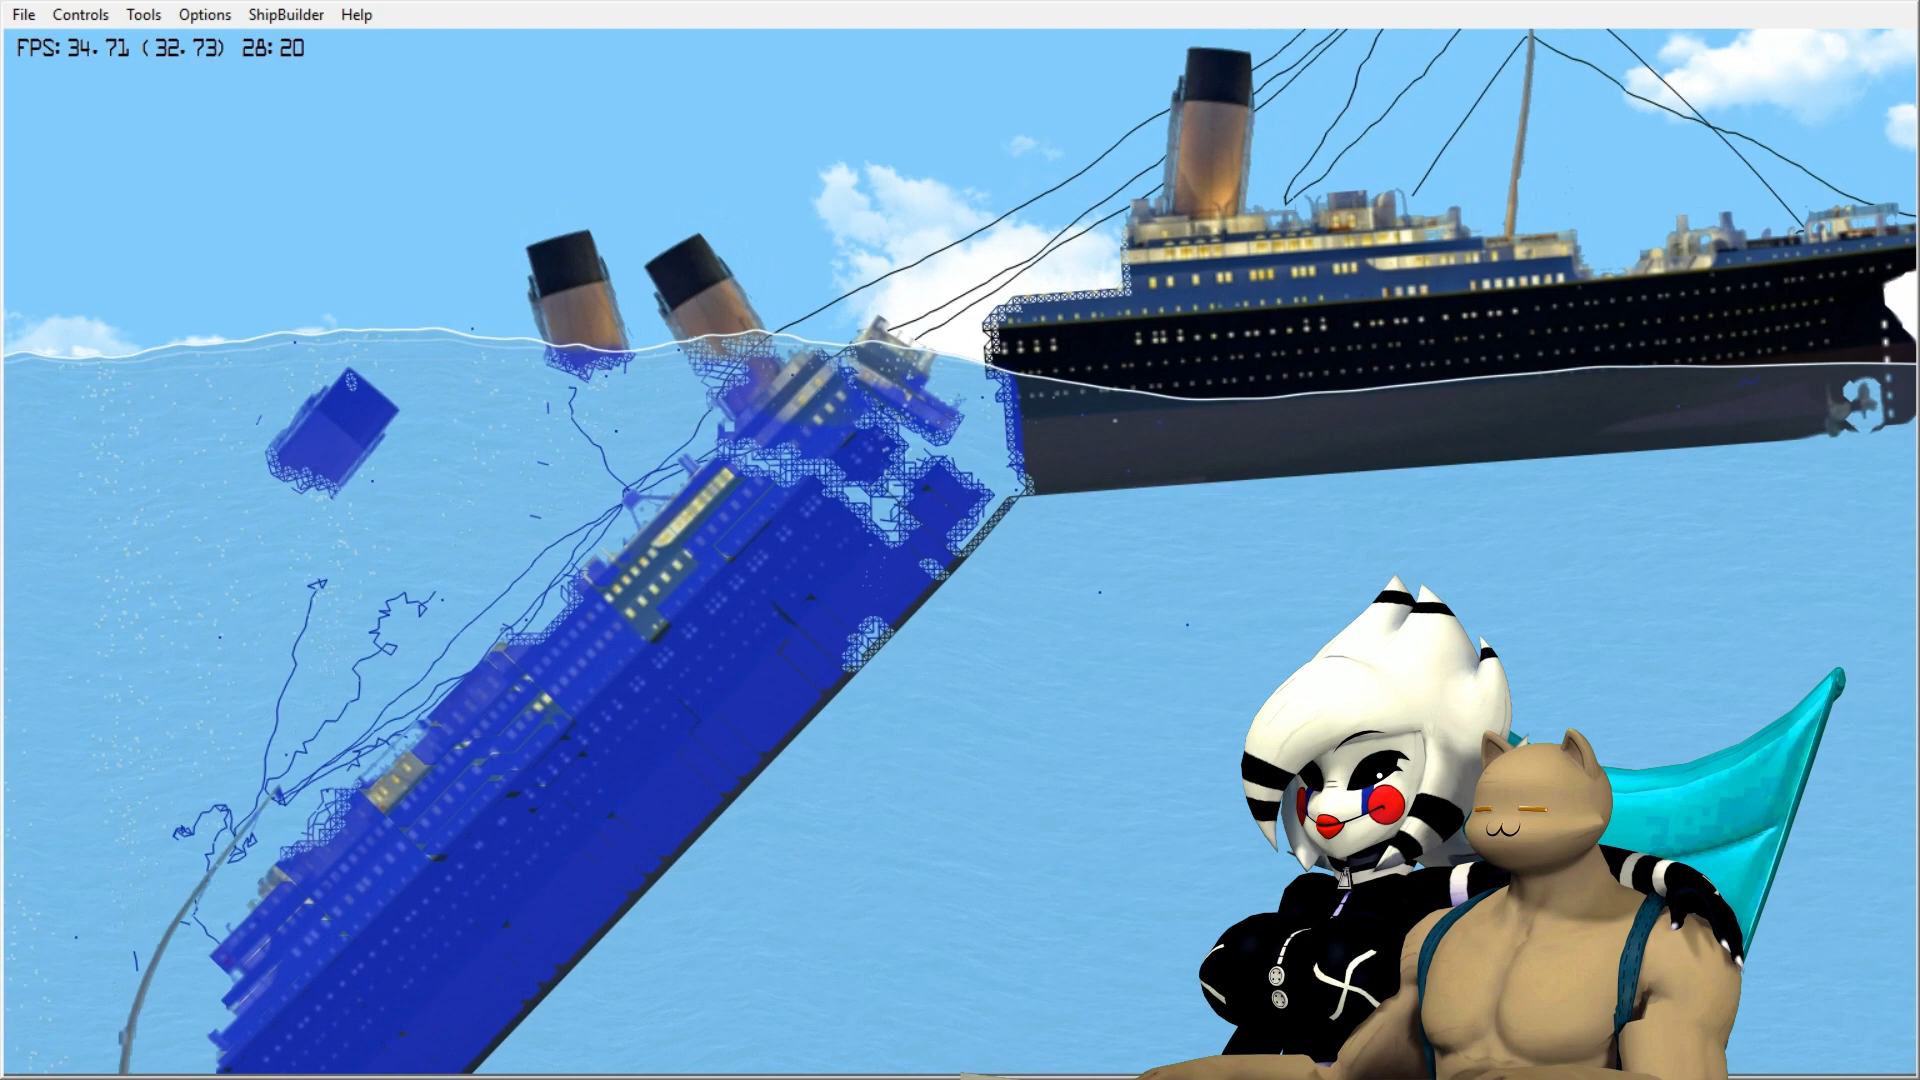 File Controls Tools Options ShipBuilder Help
FPS: 34.71 (32.73) 28:20